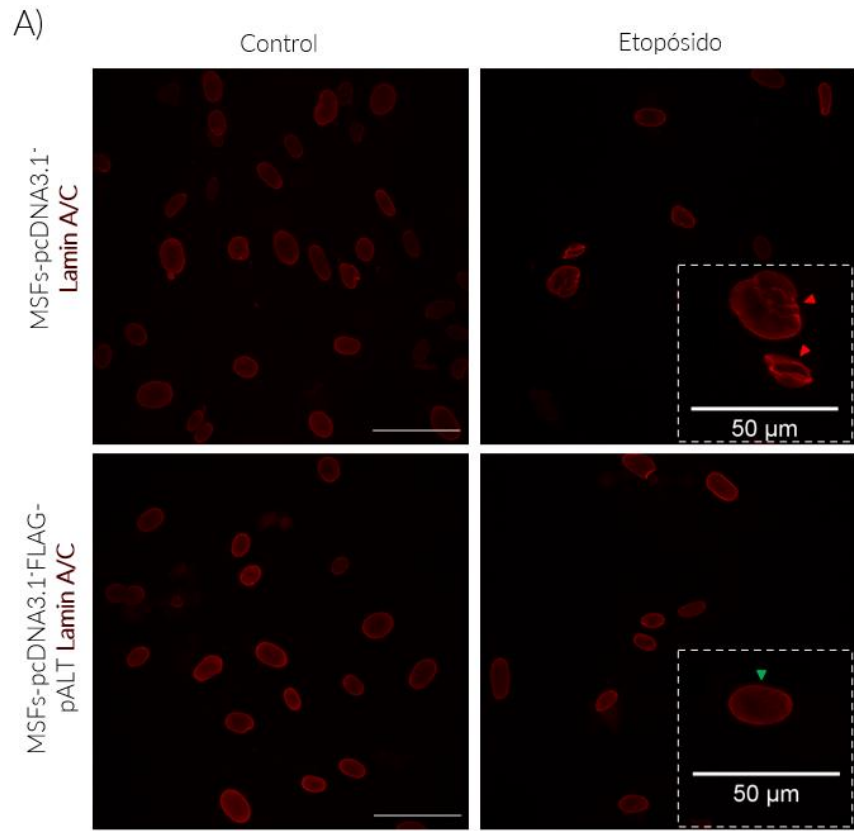 A)
Control
Etopósido
MSFs-pcDNA3.1-
Lamin A/C
50 µm
MSFs-pcDNA3.1-FLAG-
pALT Lamin A/C
50 µm